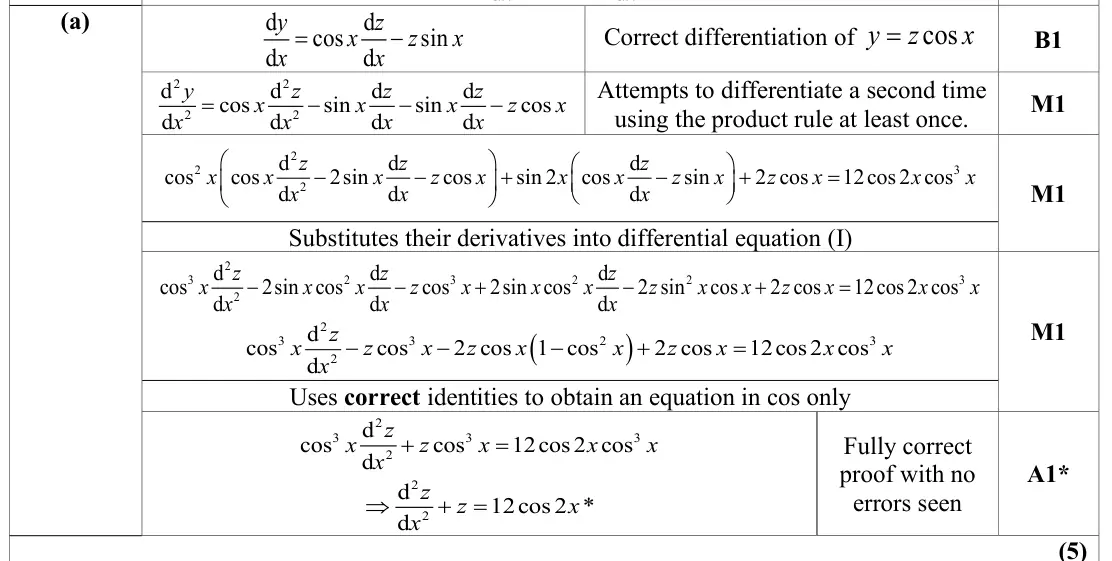 (a)
dy/dx = cos x dz/dx − z sin x
Correct differentiation of y = z cos x
B1
d²y/dx² = cos x d²z/dx² − sin x dz/dx − sin x dz/dx − z cos x
Attempts to differentiate a second time
using the product rule at least once.
M1
cos² x (cos x d²z/dx² − 2sin x dz/dx − z cos x) + sin 2x (cos x dz/dx − z sin x) + 2z cos x = 12 cos 2x cos³ x
M1
Substitutes their derivatives into differential equation (I)
cos³ x d²z/dx² − 2sin x cos² x dz/dx − z cos³ x + 2sin x cos² x dz/dx − 2z sin² x cos x + 2z cos x = 12 cos 2x cos³ x
cos³ x d²z/dx² − z cos³ x − 2z cos x (1 − cos² x) + 2z cos x = 12 cos 2x cos³ x
M1
Uses correct identities to obtain an equation in cos only
cos³ x d²z/dx² + z cos³ x = 12 cos 2x cos³ x
⇒ d²z/dx² + z = 12 cos 2x *
Fully correct
proof with no
errors seen
A1*
(5)